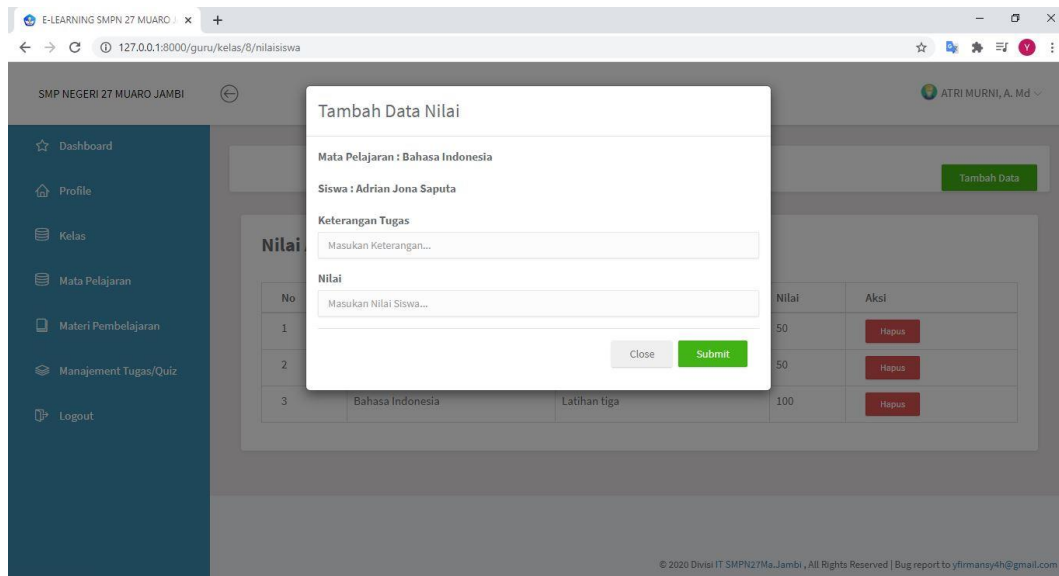 E-LEARNING SMPN 27 MUARO J
127.0.0.1:8000/guru/kelas/8/nilaisiswa
Y
SMP NEGERI 27 MUARO JAMBI
ATRI MURNI, A. Md
Dashboard
Profile
Kelas
Mata Pelajaran
Materi Pembelajaran
Manajement Tugas/Quiz
Logout
Tambah Data
Tambah Data Nilai
Mata Pelajaran : Bahasa Indonesia
Siswa : Adrian Jona Saputa
Keterangan Tugas
Masukan Keterangan...
Nilai
Masukan Nilai Siswa...
Close Submit
Nilai
No Nilai Aksi
1 50 Hapus
2 50 Hapus
3 Bahasa Indonesia Latihan tiga 100 Hapus
© 2020 Divisi IT SMPN27Ma.Jambi , All Rights Reserved | Bug report to yfirmansy4h@gmail.com